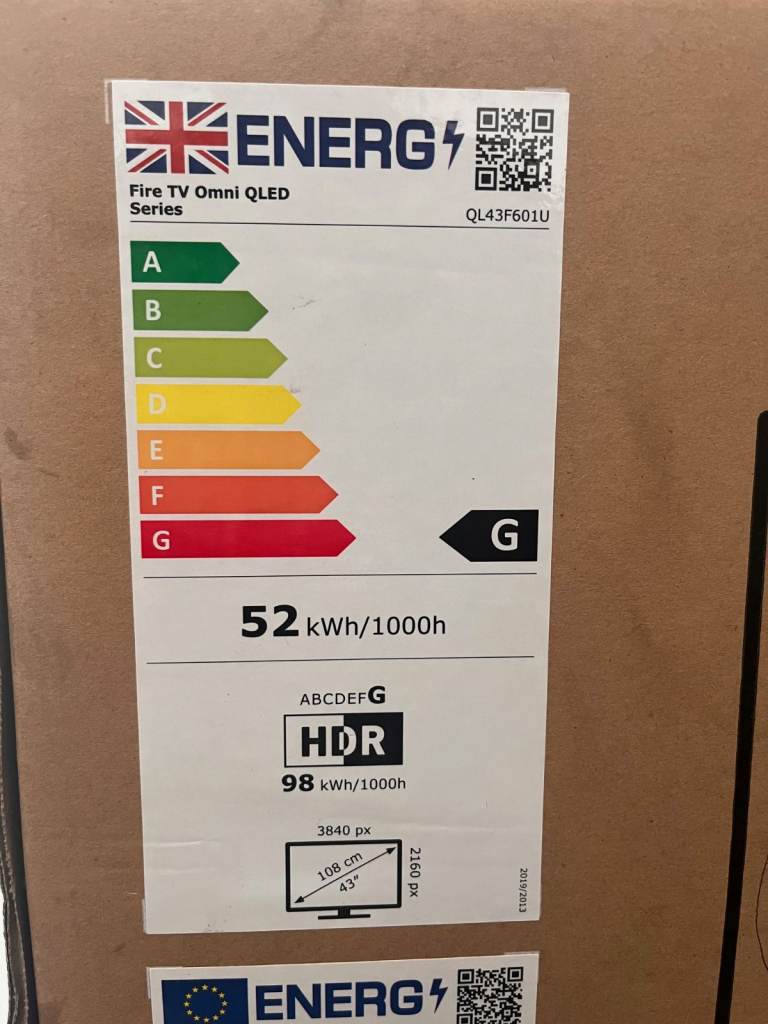 ENERG
Fire TV Omni QLED
Series
QL43F601U
A
B
C
D
E
F
G
G
52 kWh/1000h
ABCDEFG
HDR
98 kWh/1000h
3840 px
108 cm
43"
2160 px
2019/2013
ENERG